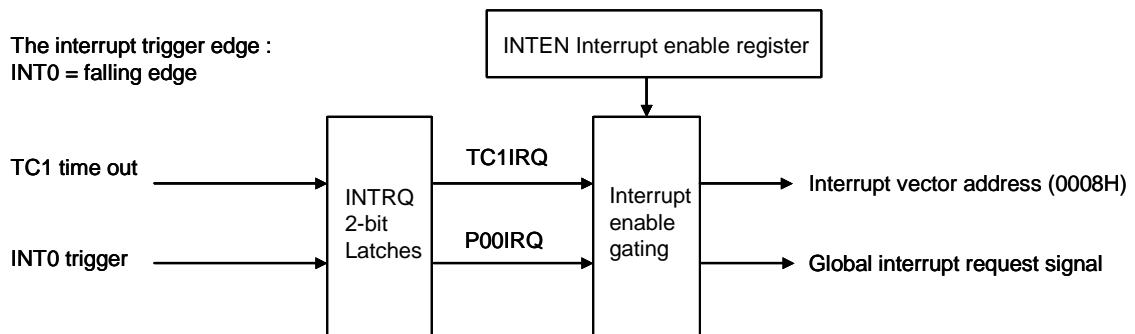 The interrupt trigger edge :
INT0 = falling edge
INTEN Interrupt enable register
TC1 time out
INT0 trigger
INTRQ
2-bit
Latches
TC1IRQ
P00IRQ
Interrupt
enable
gating
Interrupt vector address (0008H)
Global interrupt request signal